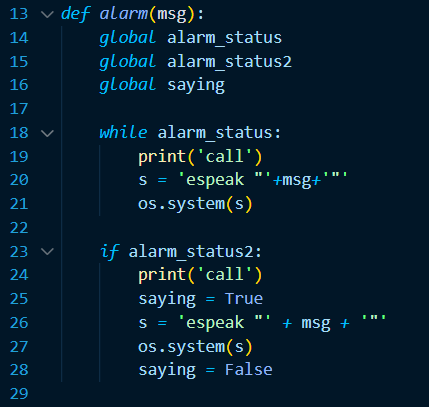 13 def alarm(msg):
14     global alarm_status
15     global alarm_status2
16     global saying
17
18     while alarm_status:
19         print('call')
20         s = 'espeak "'+msg+'"'
21         os.system(s)
22
23     if alarm_status2:
24         print('call')
25         saying = True
26         s = 'espeak "' + msg + '"'
27         os.system(s)
28         saying = False
29